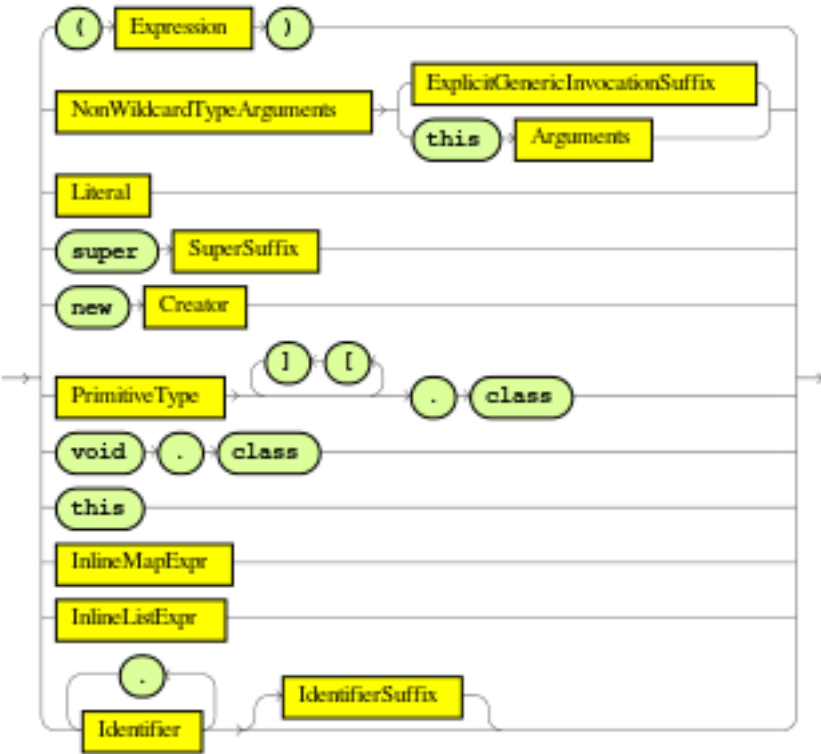 ( Expression )
ExplicitGenericInvocationSuffix
NonWildcardTypeArguments
this Arguments
Literal
super SuperSuffix
new Creator
] [
PrimitiveType . class
void . class
this
InlineMapExpr
InlineListExpr
.
IdentifierSuffix
Identifier